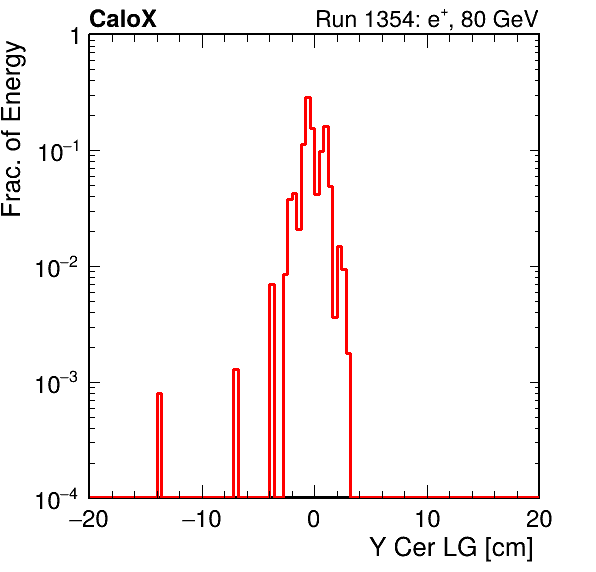 CaloX Run 1354: e⁺, 80 GeV
Frac. of Energy
1
10⁻¹
10⁻²
10⁻³
10⁻⁴
−20 −10 0 10 20
Y Cer LG [cm]